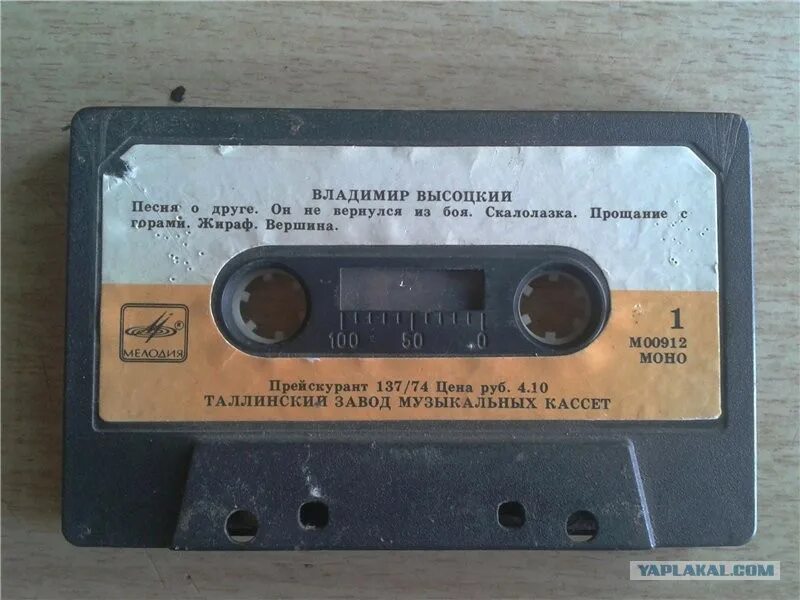 ВЛАДИМИР ВЫСОЦКИЙ
Песня о друге. Он не вернулся из боя. Скалолазка. Прощание с
горами. Жираф. Вершина.
МЕЛОДИЯ
100 50 0
1
М00912
МОНО
Прейскурант 137/74 Цена руб. 4.10
ТАЛЛИНСКИЙ ЗАВОД МУЗЫКАЛЬНЫХ КАССЕТ
YAPLAKAL.COM